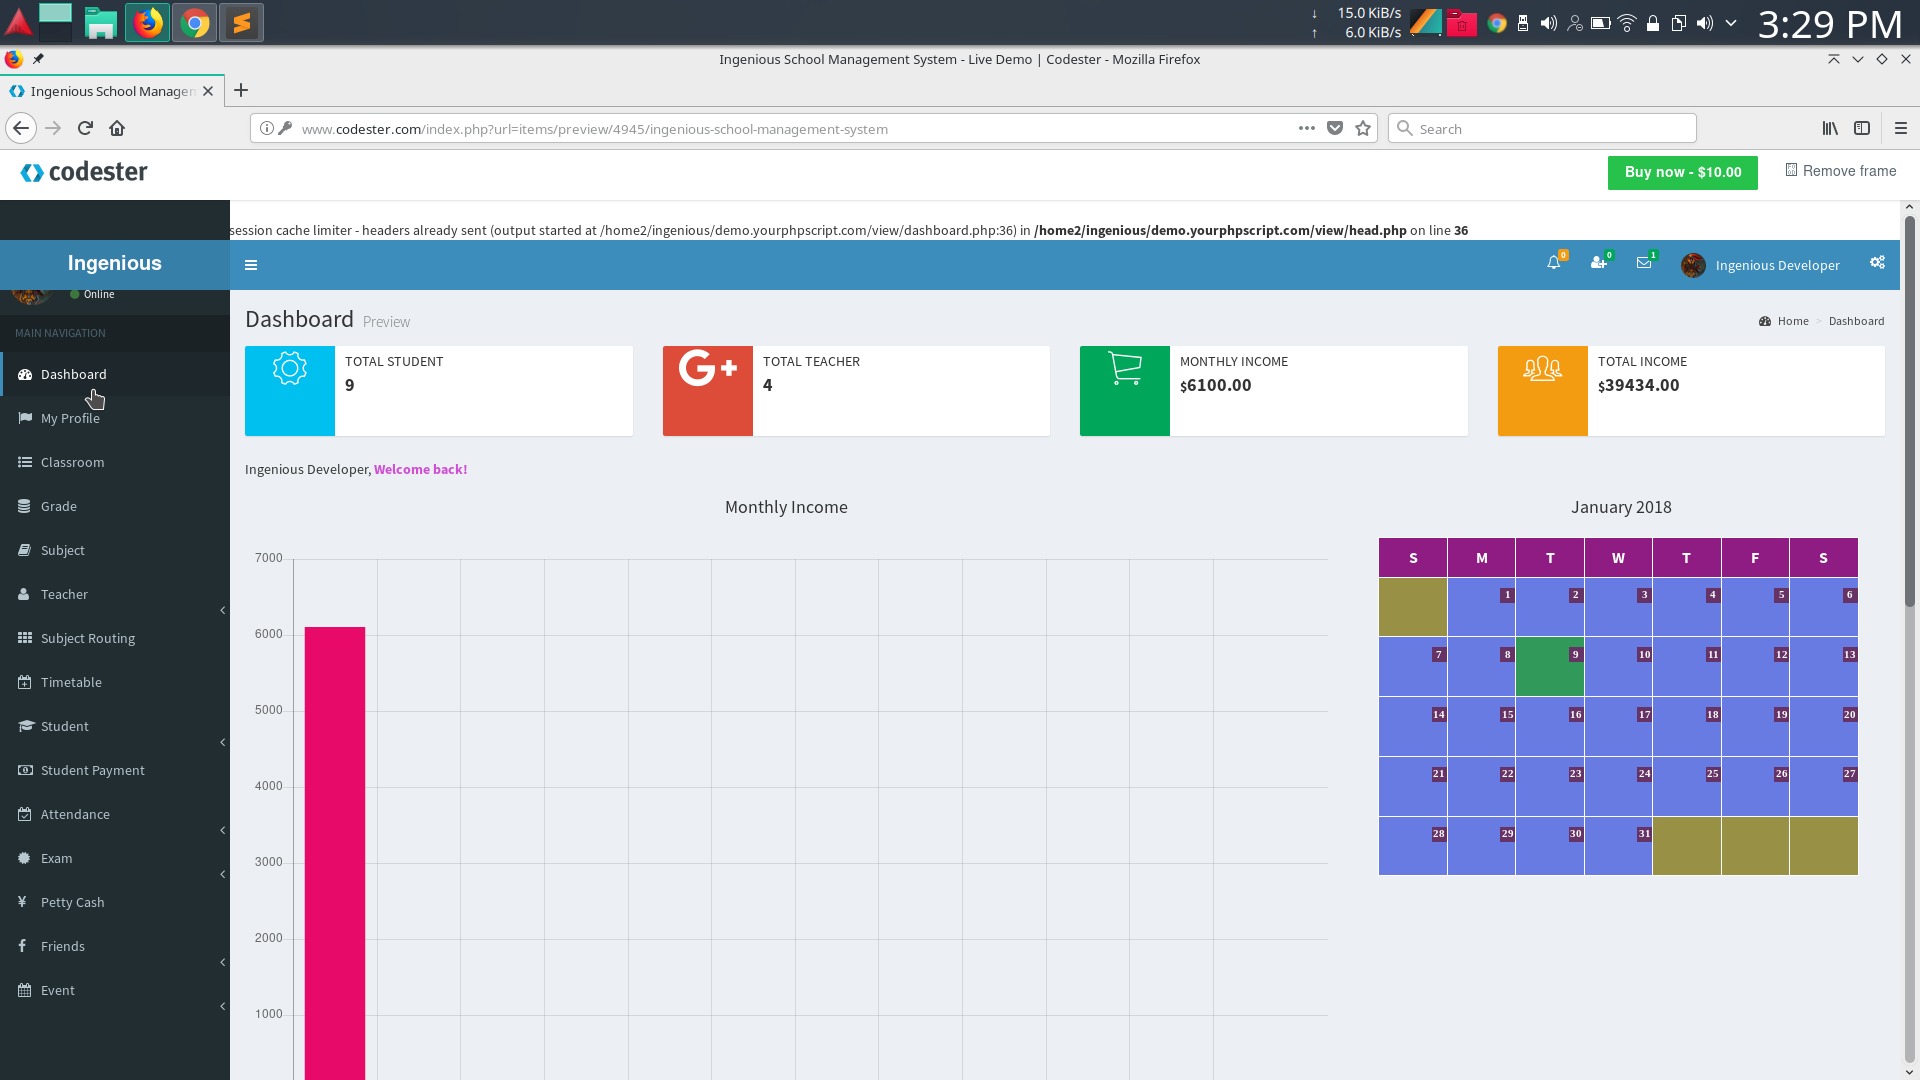 ↓ 15.0 KiB/s
↑ 6.0 KiB/s
3:29 PM
Ingenious School Management System - Live Demo | Codester - Mozilla Firefox
Ingenious School Manage
www.codester.com/index.php?url=items/preview/4945/ingenious-school-management-system
Search
codester
Buy now - $10.00
Remove frame
session cache limiter - headers already sent (output started at /home2/ingenious/demo.yourphpscript.com/view/dashboard.php:36) in /home2/ingenious/demo.yourphpscript.com/view/head.php on line 36
Ingenious
0
0
1
Ingenious Developer
Online
MAIN NAVIGATION
Dashboard
My Profile
Classroom
Grade
Subject
Teacher
Subject Routing
Timetable
Student
Student Payment
Attendance
Exam
Petty Cash
Friends
Event
Dashboard Preview
Home > Dashboard
TOTAL STUDENT
9
G+
TOTAL TEACHER
4
MONTHLY INCOME
$6100.00
TOTAL INCOME
$39434.00
Ingenious Developer, Welcome back!
Monthly Income
7000
6000
5000
4000
3000
2000
1000
January 2018
S M T W T F S
1 2 3 4 5 6
7 8 9 10 11 12 13
14 15 16 17 18 19 20
21 22 23 24 25 26 27
28 29 30 31